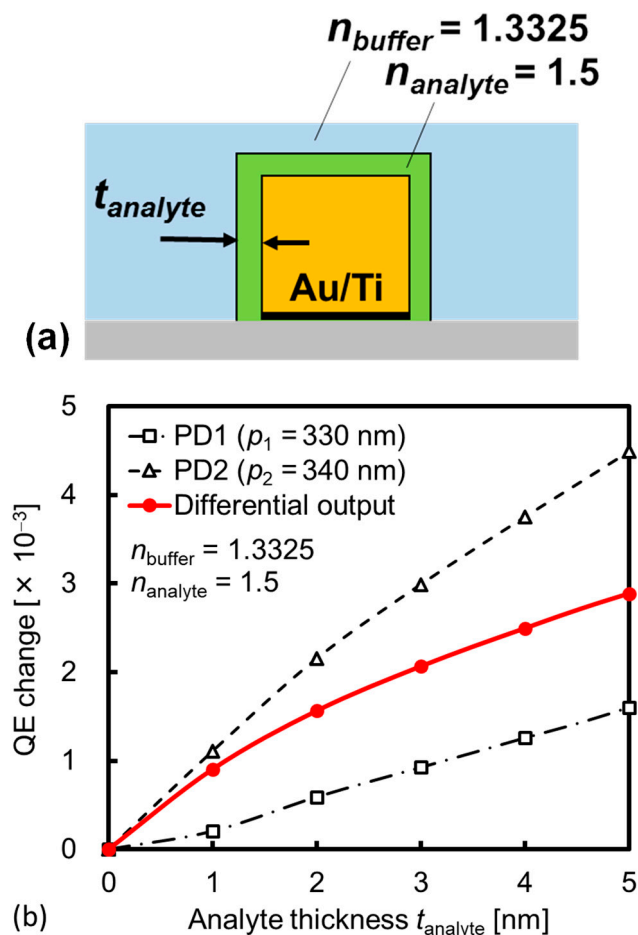 n_buffer = 1.3325
n_analyte = 1.5
t_analyte
Au/Ti
(a)
5
4
3
2
1
0
QE change [ × 10⁻³]
PD1 (p₁ = 330 nm)
PD2 (p₂ = 340 nm)
Differential output
n_buffer = 1.3325
n_analyte = 1.5
0 1 2 3 4 5
(b)
Analyte thickness t_analyte [nm]